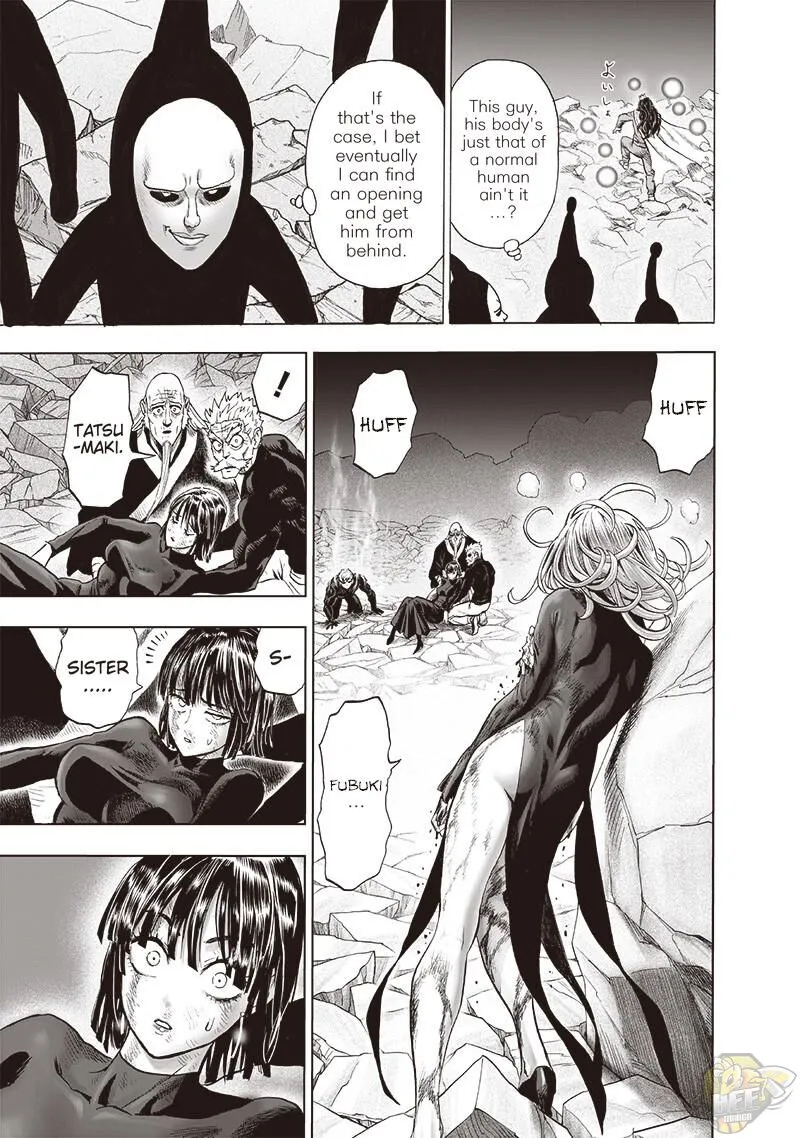 よいしょ
This guy,
his body's
just that of
a normal
human
ain't it
...?
If
that's the
case, I bet
eventually
I can find
an opening
and get
him from
behind.
HUFF
HUFF
FUBUKI
...
!
TATSU
-MAKI.
S-
SISTER
.....